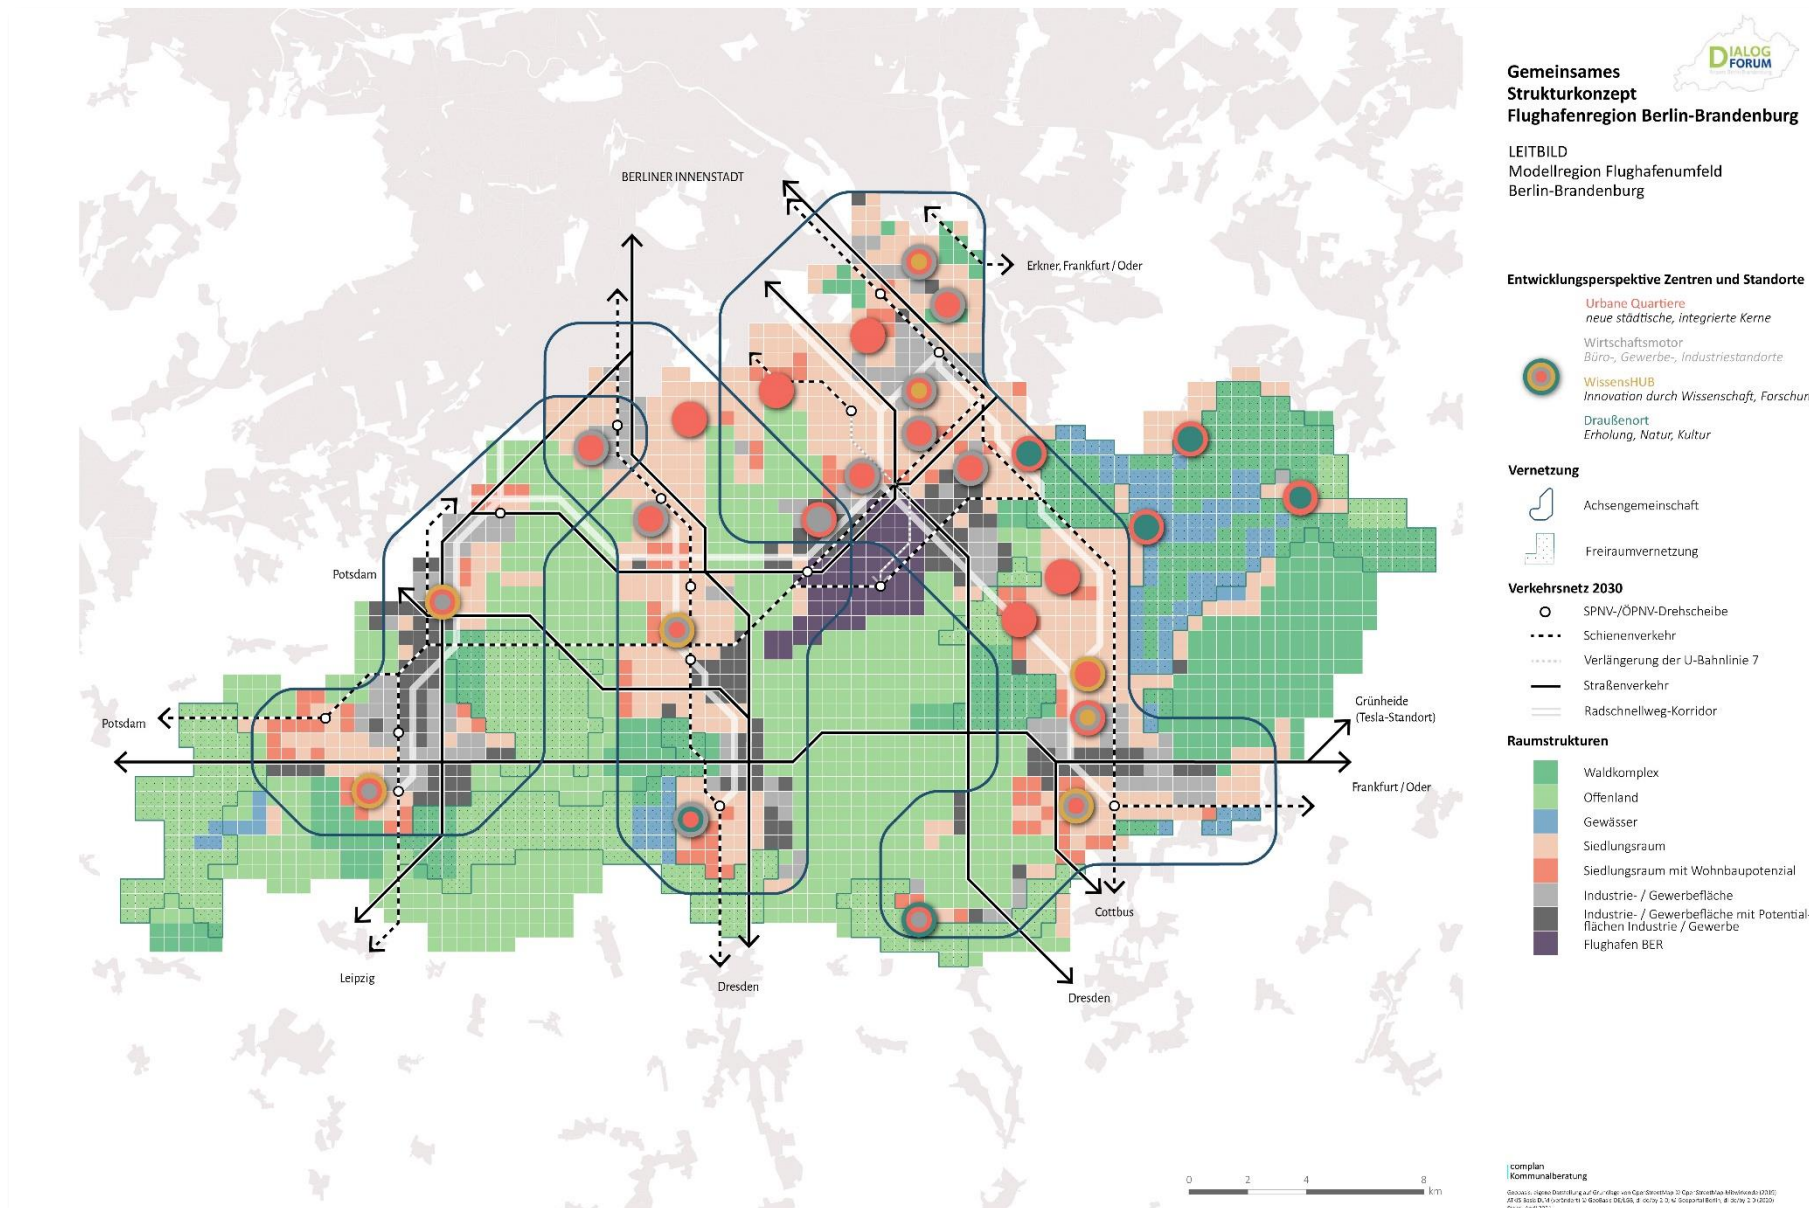 DIALOG
FORUM
Gemeinsames
Strukturkonzept
Flughafenregion Berlin-Brandenburg
LEITBILD
Modellregion Flughafenumfeld
Berlin-Brandenburg
BERLINER INNENSTADT
Erkner, Frankfurt / Oder
Potsdam
Potsdam
Grünheide
(Tesla-Standort)
Frankfurt / Oder
Cottbus
Leipzig
Dresden
Dresden
Entwicklungsperspektive Zentren und Standorte
Urbane Quartiere
neue städtische, integrierte Kerne
Wirtschaftsmotor
Büro-, Gewerbe-, Industriestandorte
WissensHUB
Innovation durch Wissenschaft, Forschun
Draußenort
Erholung, Natur, Kultur
Vernetzung
Achsengemeinschaft
Freiraumvernetzung
Verkehrsnetz 2030
SPNV-/ÖPNV-Drehscheibe
Schienenverkehr
Verlängerung der U-Bahnlinie 7
Straßenverkehr
Radschnellweg-Korridor
Raumstrukturen
Waldkomplex
Offenland
Gewässer
Siedlungsraum
Siedlungsraum mit Wohnbaupotenzial
Industrie- / Gewerbefläche
Industrie- / Gewerbefläche mit Potential-
flächen Industrie / Gewerbe
Flughafen BER
0 2 4 8
km
complan
Kommunalberatung